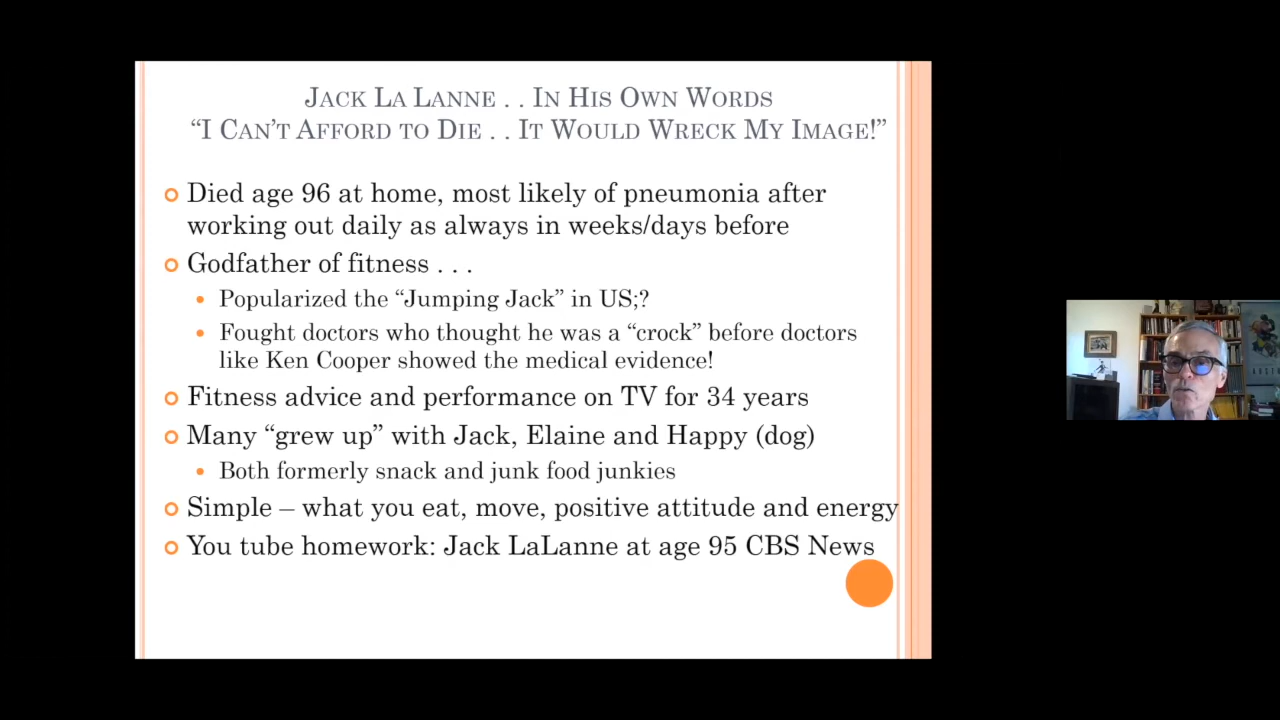 Jack La Lanne . . In His Own Words
“I Can’t Afford to Die . . It Would Wreck My Image!”
Died age 96 at home, most likely of pneumonia after
working out daily as always in weeks/days before
Godfather of fitness . . .
Popularized the “Jumping Jack” in US;?
Fought doctors who thought he was a “crock” before doctors
like Ken Cooper showed the medical evidence!
Fitness advice and performance on TV for 34 years
Many “grew up” with Jack, Elaine and Happy (dog)
Both formerly snack and junk food junkies
Simple – what you eat, move, positive attitude and energy
You tube homework: Jack LaLanne at age 95 CBS News